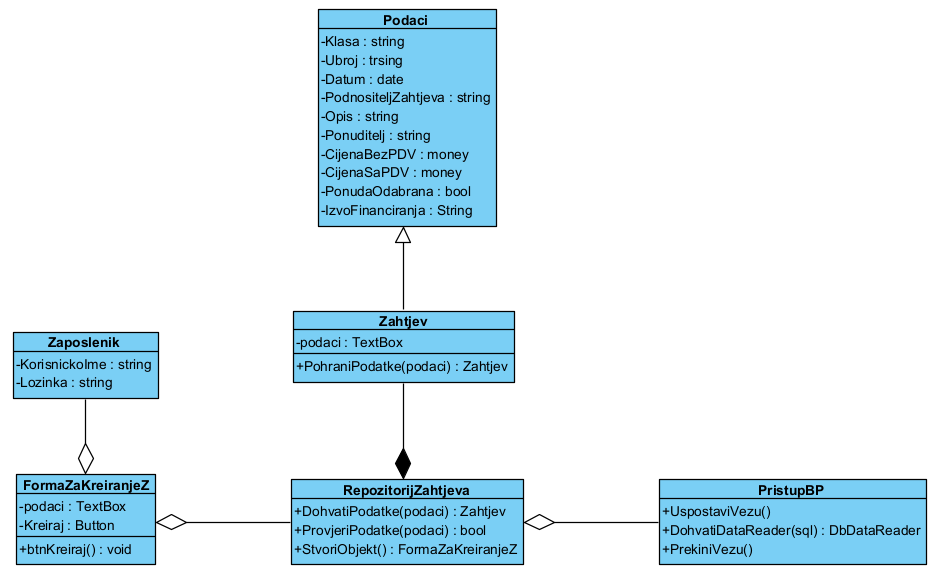 Podaci
-Klasa : string
-Ubroj : trsing
-Datum : date
-PodnositeljZahtjeva : string
-Opis : string
-Ponuditelj : string
-CijenaBezPDV : money
-CijenaSaPDV : money
-PonudaOdabrana : bool
-IzvoFinanciranja : String
Zahtjev
-podaci : TextBox
+PohraniPodatke(podaci) : Zahtjev
Zaposlenik
-KorisnickoIme : string
-Lozinka : string
FormaZaKreiranjeZ
-podaci : TextBox
-Kreiraj : Button
+btnKreiraj() : void
RepozitorijZahtjeva
+DohvatiPodatke(podaci) : Zahtjev
+ProvjeriPodatke(podaci) : bool
+StvoriObjekt() : FormaZaKreiranjeZ
PristupBP
+UspostaviVezu()
+DohvatiDataReader(sql) : DbDataReader
+PrekiniVezu()